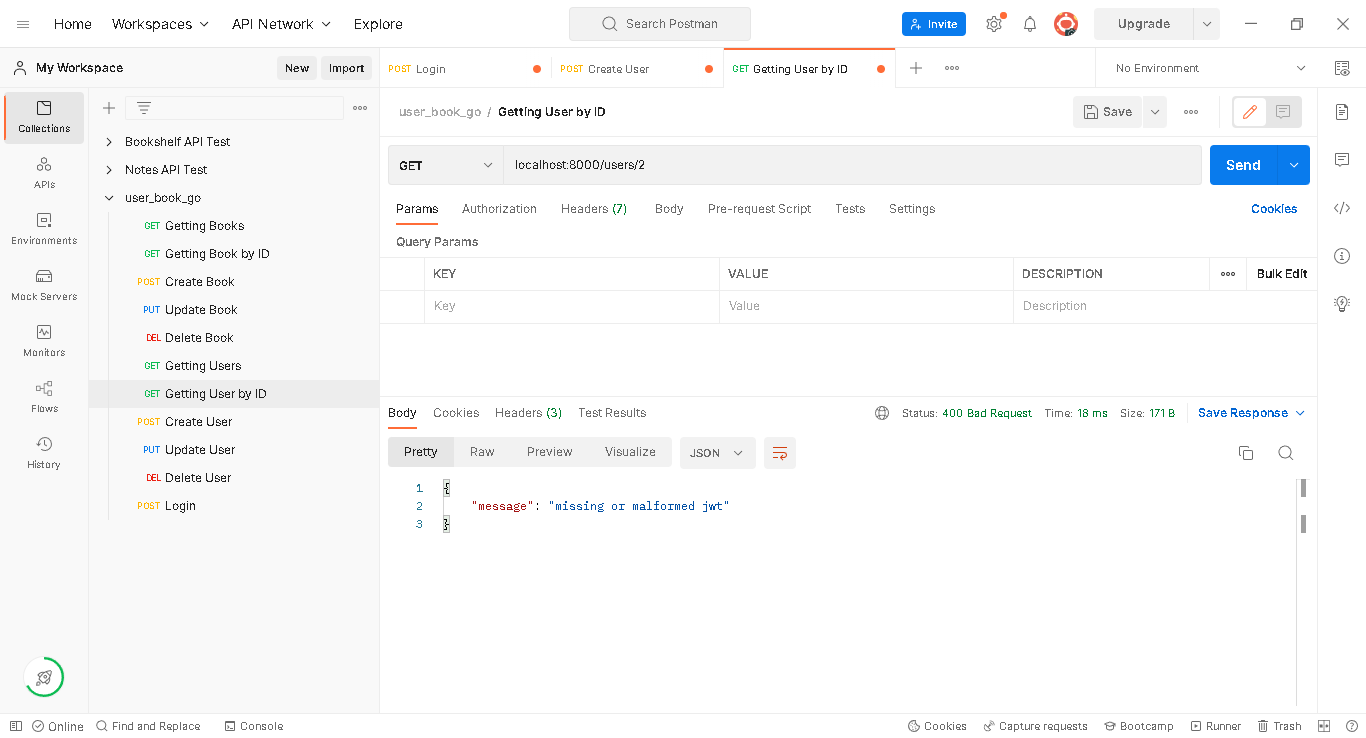 Home Workspaces API Network Explore Search Postman Invite Upgrade
My Workspace New Import
POST Login POST Create User GET Getting User by ID No Environment
Collections
APIs
Environments
Mock Servers
Monitors
Flows
History
Bookshelf API Test
Notes API Test
user_book_go
GET Getting Books
GET Getting Book by ID
POST Create Book
PUT Update Book
DEL Delete Book
GET Getting Users
GET Getting User by ID
POST Create User
PUT Update User
DEL Delete User
POST Login
user_book_go / Getting User by ID Save
GET localhost:8000/users/2 Send
Params Authorization Headers (7) Body Pre-request Script Tests Settings Cookies
Query Params
KEY VALUE DESCRIPTION Bulk Edit
Key Value Description
Body Cookies Headers (3) Test Results Status: 400 Bad Request Time: 18 ms Size: 171 B Save Response
Pretty Raw Preview Visualize JSON
1 {
2 "message": "missing or malformed jwt"
3 }
Online Find and Replace Console Cookies Capture requests Bootcamp Runner Trash